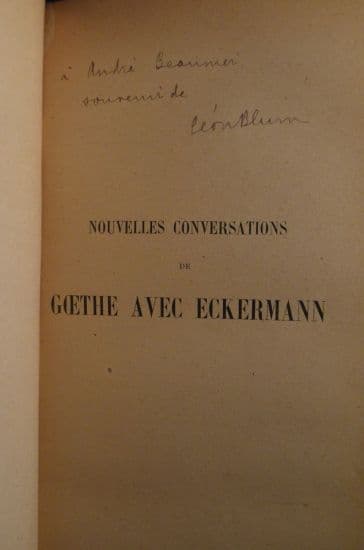 à André Beaunier
souvenir de
Léon Blum
NOUVELLES CONVERSATIONS
DE
GŒTHE AVEC ECKERMANN